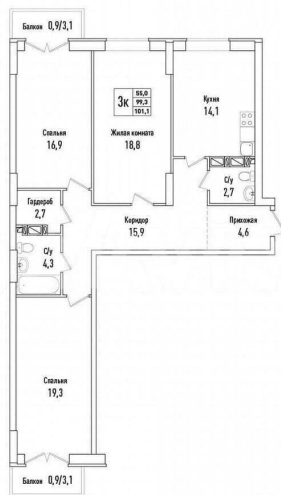 Балкон 0,9/3,1
3к
55,0
99,3
101,1
Кухня
14,1
Спальня
16,9
Жилая комната
18,8
С/у
2,7
Гардероб
2,7
Коридор
15,9
Прихожая
4,6
С/у
4,3
Спальня
19,3
Балкон 0,9/3,1